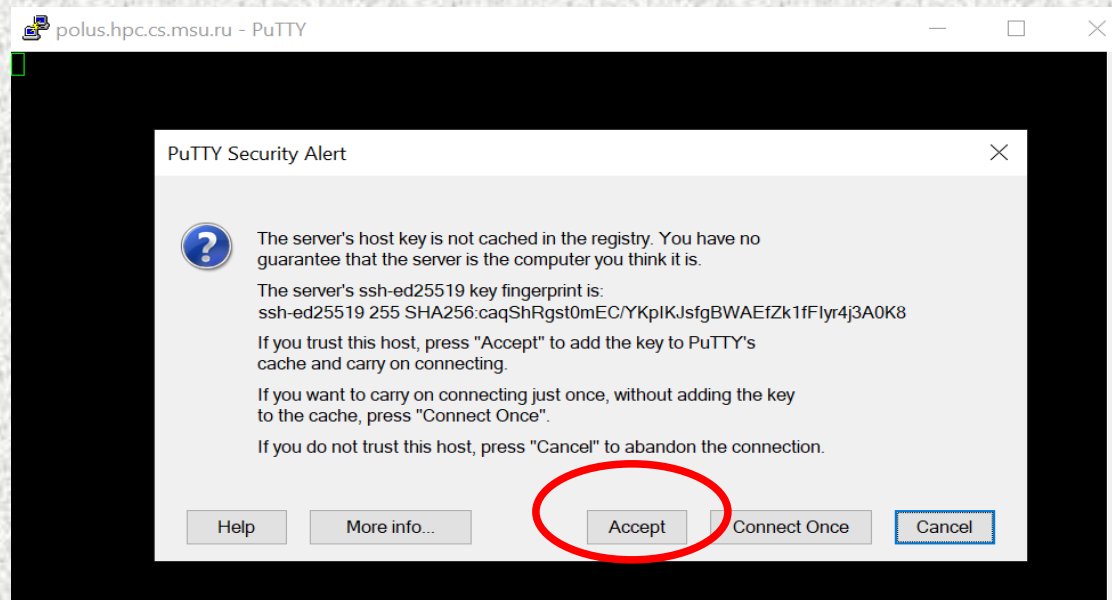 polus.hpc.cs.msu.ru - PuTTY
PuTTY Security Alert
The server's host key is not cached in the registry. You have no
guarantee that the server is the computer you think it is.
The server's ssh-ed25519 key fingerprint is:
ssh-ed25519 255 SHA256:caqShRgst0mEC/YKpIKJsfgBWAEfZk1fFIyr4j3A0K8
If you trust this host, press "Accept" to add the key to PuTTY's
cache and carry on connecting.
If you want to carry on connecting just once, without adding the key
to the cache, press "Connect Once".
If you do not trust this host, press "Cancel" to abandon the connection.
Help More info... Accept Connect Once Cancel